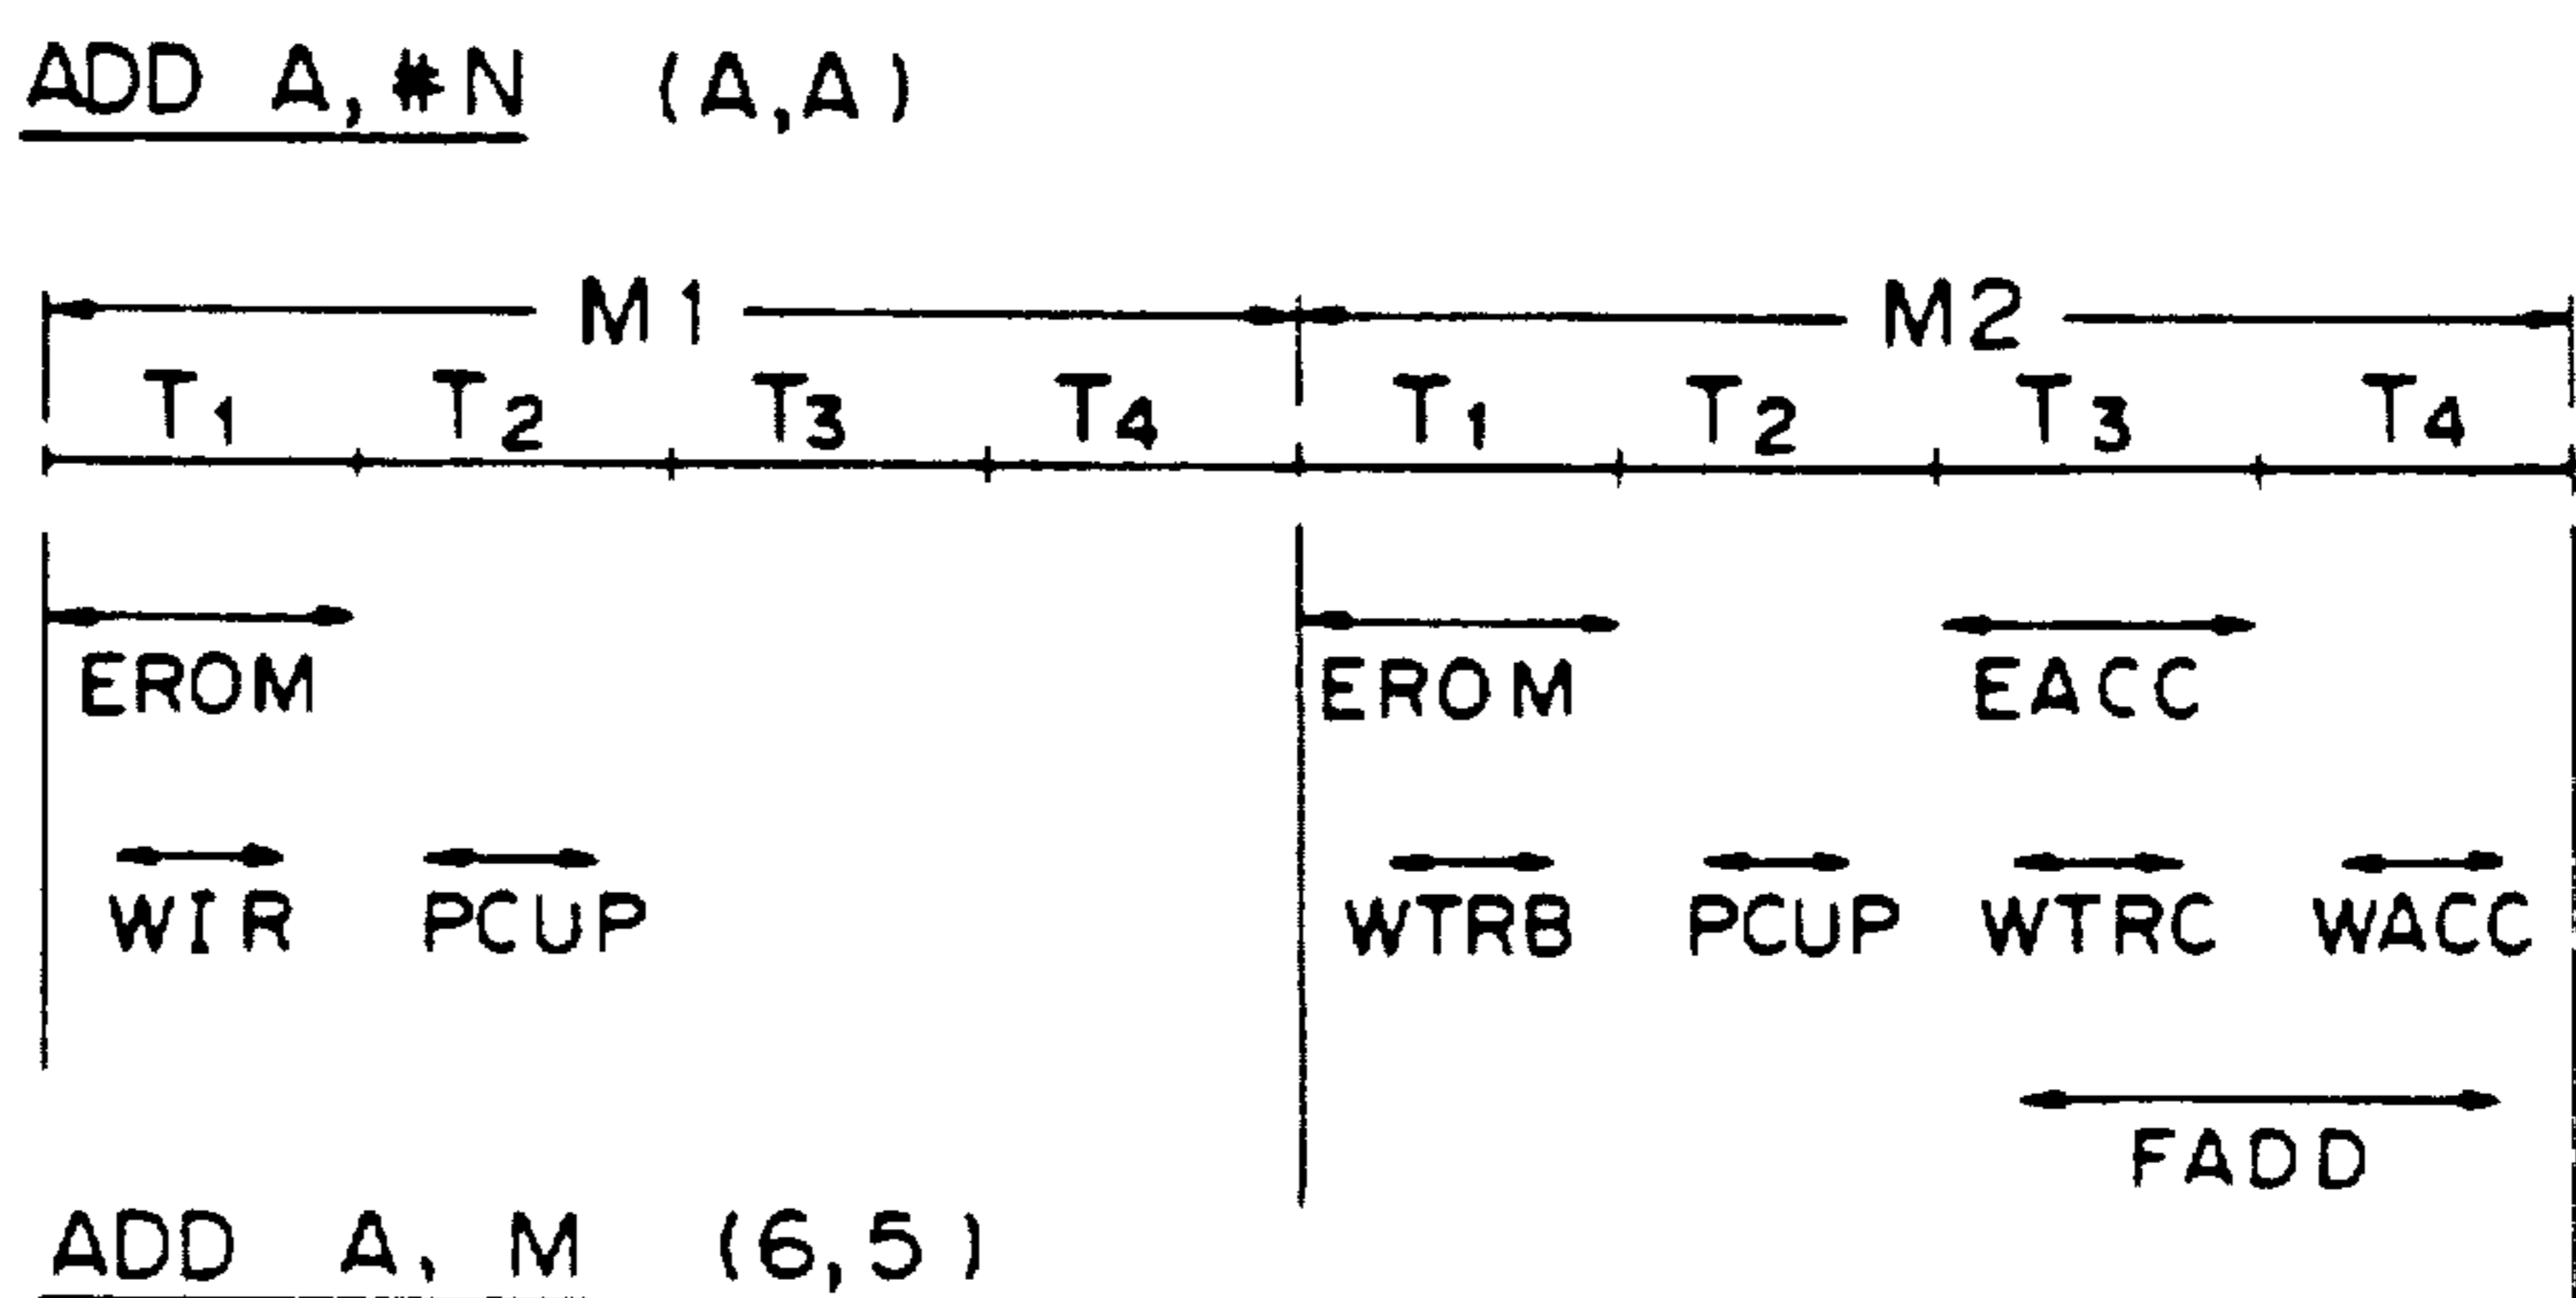 ADD A,#N (A,A)
M1 M2
T1 T2 T3 T4 T1 T2 T3 T4
EROM EROM EACC
WIR PCUP WTRB PCUP WTRC WACC
FADD
ADD A, M (6,5)